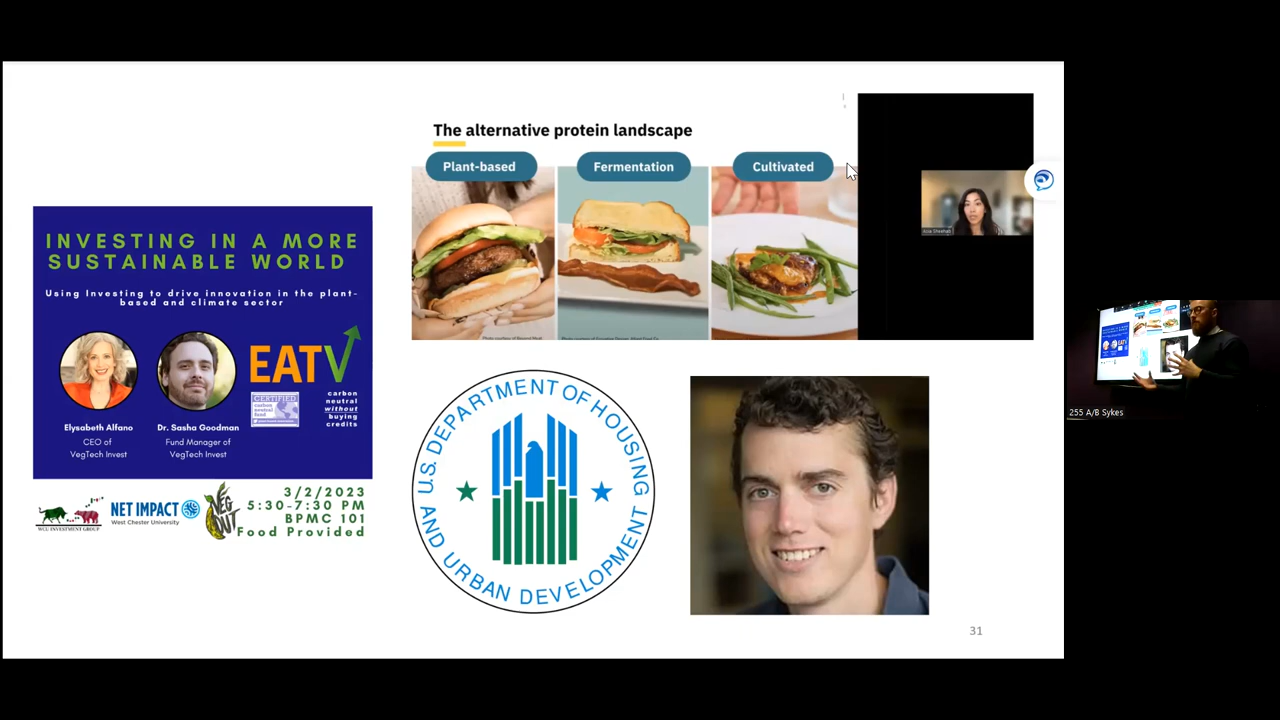 The alternative protein landscape
Plant-based
Fermentation
Cultivated
INVESTING IN A MORE
SUSTAINABLE WORLD
Using Investing to drive innovation in the plant-
based and climate sector
EATV
CERTIFIED
carbon
neutral
without
buying
credits
Elysabeth Alfano
CEO of
VegTech Invest
Dr. Sasha Goodman
Fund Manager of
VegTech Invest
WCU INVESTMENT GROUP
NET IMPACT
West Chester University
VEG
OUT
3/2/2023
5:30-7:30 PM
BPMC 101
Food Provided
U.S. DEPARTMENT OF HOUSING
AND URBAN DEVELOPMENT
31
255 A/B Sykes